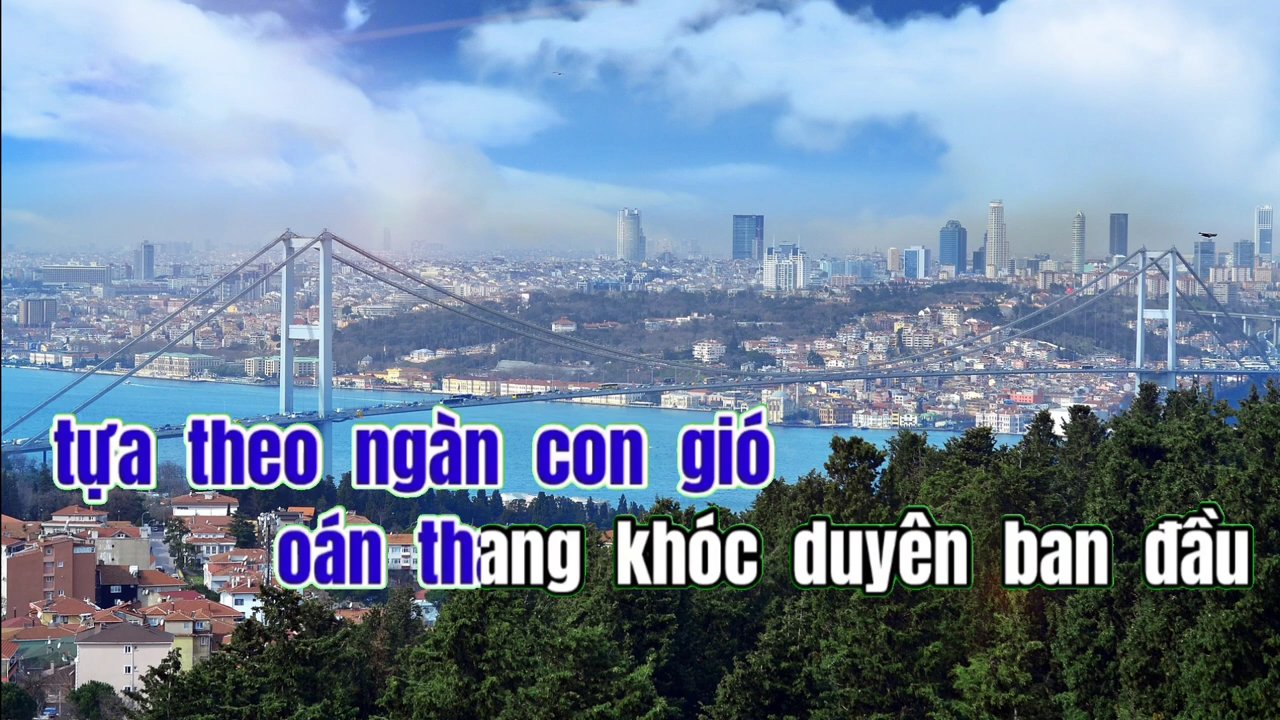 tựa theo ngàn con gió
oán thang khóc duyên ban đầu